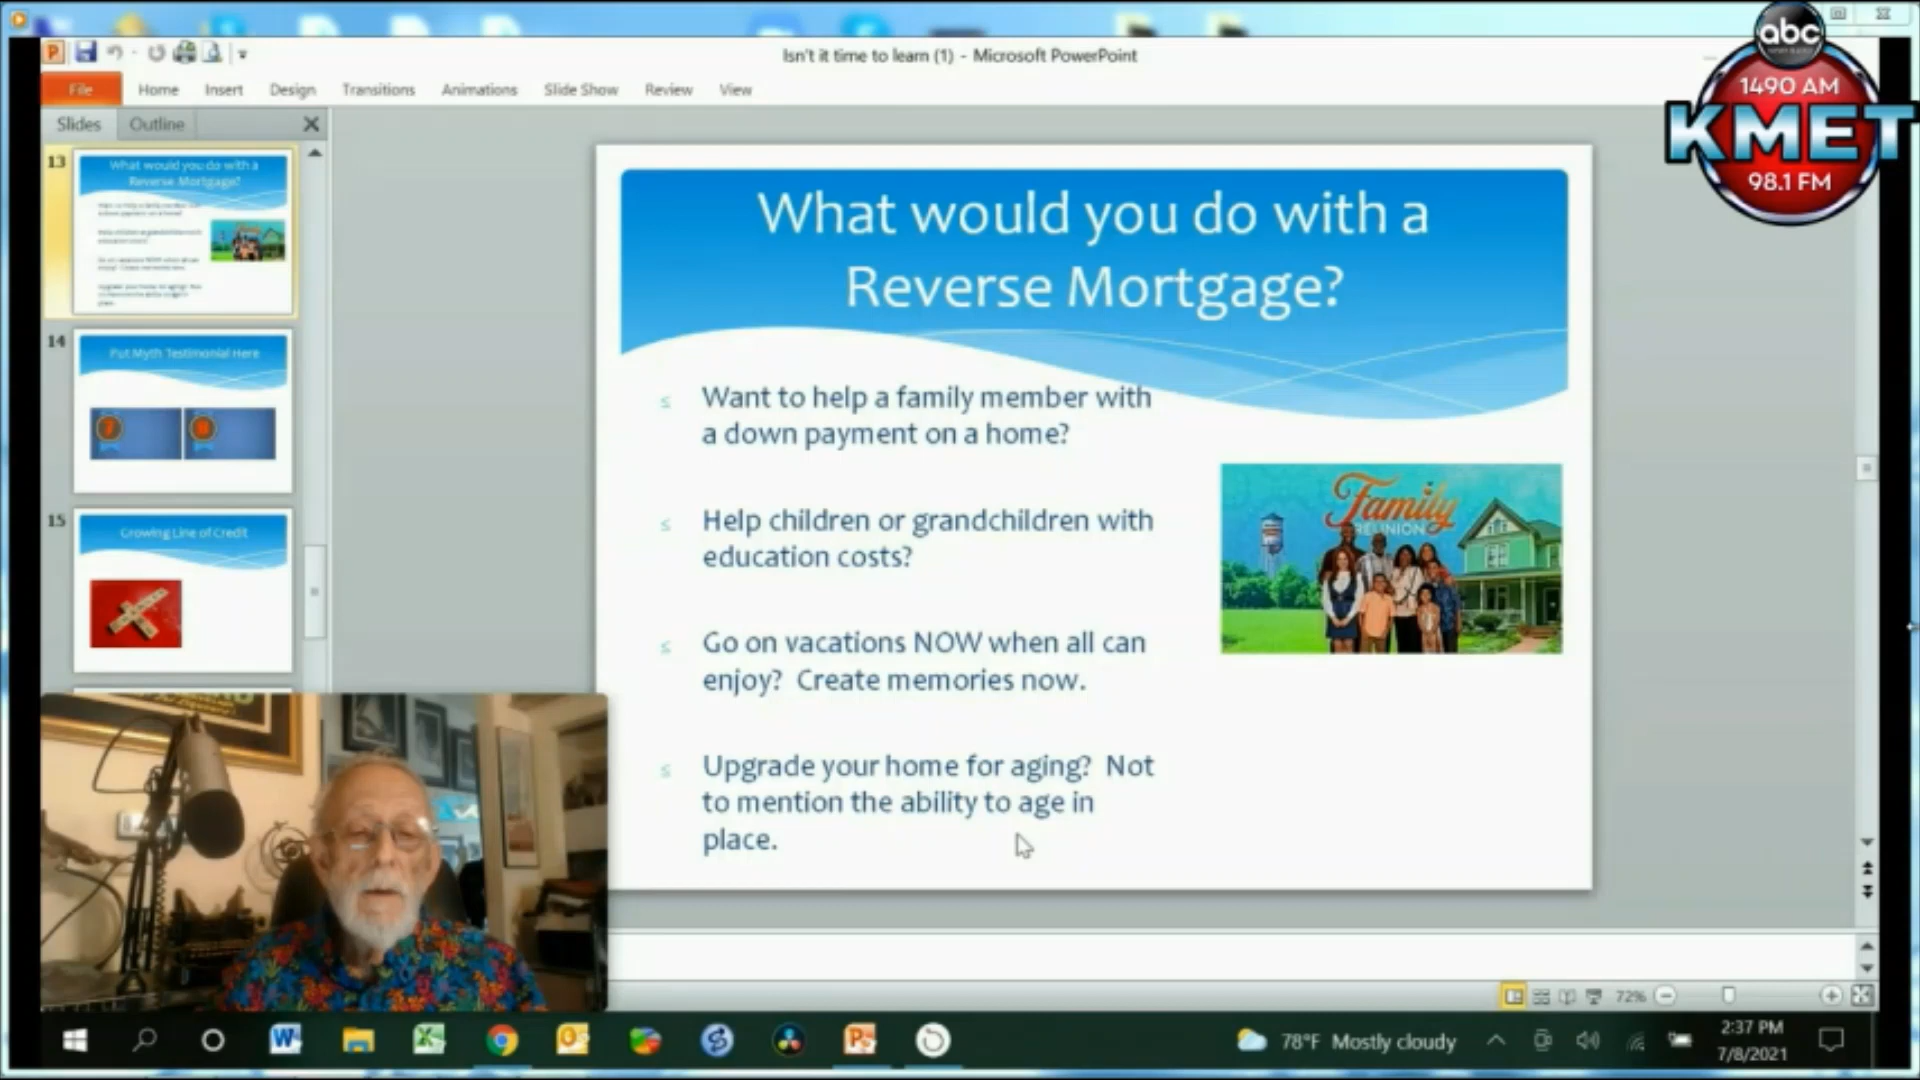 Isn't it time to learn (1) - Microsoft PowerPoint
abc
1490 AM
KMET
98.1 FM
File Home Insert Design Transitions Animations Slide Show Review View
Slides Outline
13
What would you do with a
Reverse Mortgage?
14
Put Myth Testimonial Here
7 8
15
Growing Line of Credit
What would you do with a
Reverse Mortgage?
≤ Want to help a family member with
a down payment on a home?
≤ Help children or grandchildren with
education costs?
≤ Go on vacations NOW when all can
enjoy? Create memories now.
≤ Upgrade your home for aging? Not
to mention the ability to age in
place.
Family
REUNION
72%
78°F Mostly cloudy
2:37 PM
7/8/2021